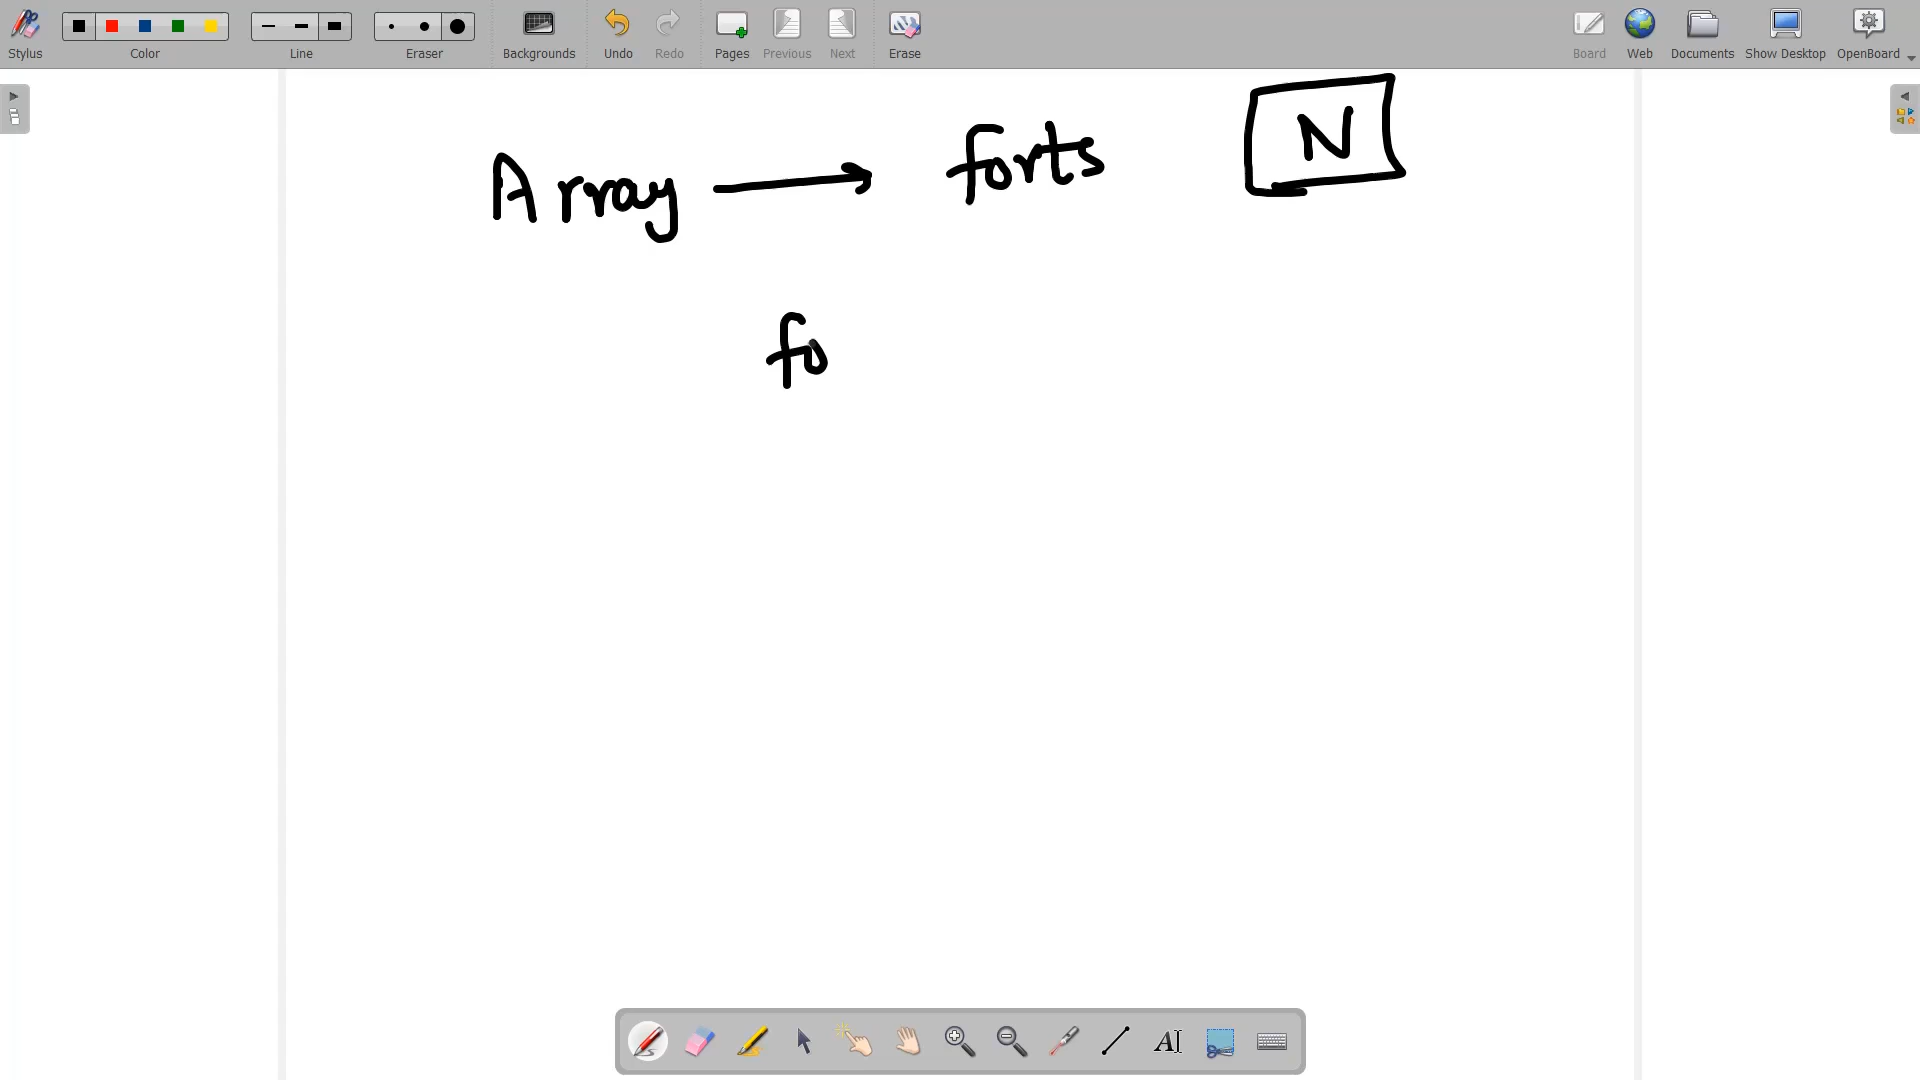 Stylus Color Line Eraser Backgrounds Undo Redo Pages Previous Next Erase Board Web Documents Show Desktop OpenBoard
Array → forts N
fo
AI